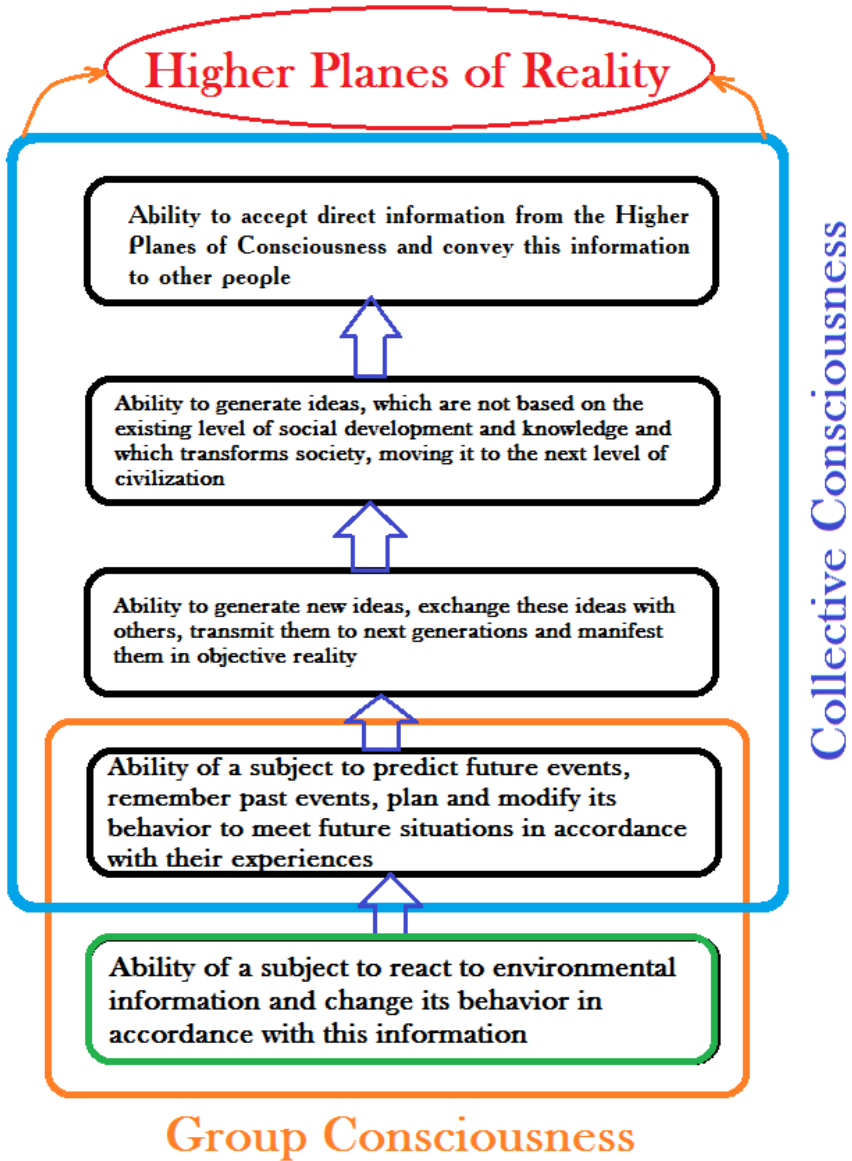 Higher Planes of Reality
Ability to accept direct information from the Higher
Planes of Consciousness and convey this information
to other people
Ability to generate ideas, which are not based on the
existing level of social development and knowledge and
which transforms society, moving it to the next level of
civilization
Ability to generate new ideas, exchange these ideas with
others, transmit them to next generations and manifest
them in objective reality
Ability of a subject to predict future events,
remember past events, plan and modify its
behavior to meet future situations in accordance
with their experiences
Ability of a subject to react to environmental
information and change its behavior in
accordance with this information
Group Consciousness
Collective Consciousness